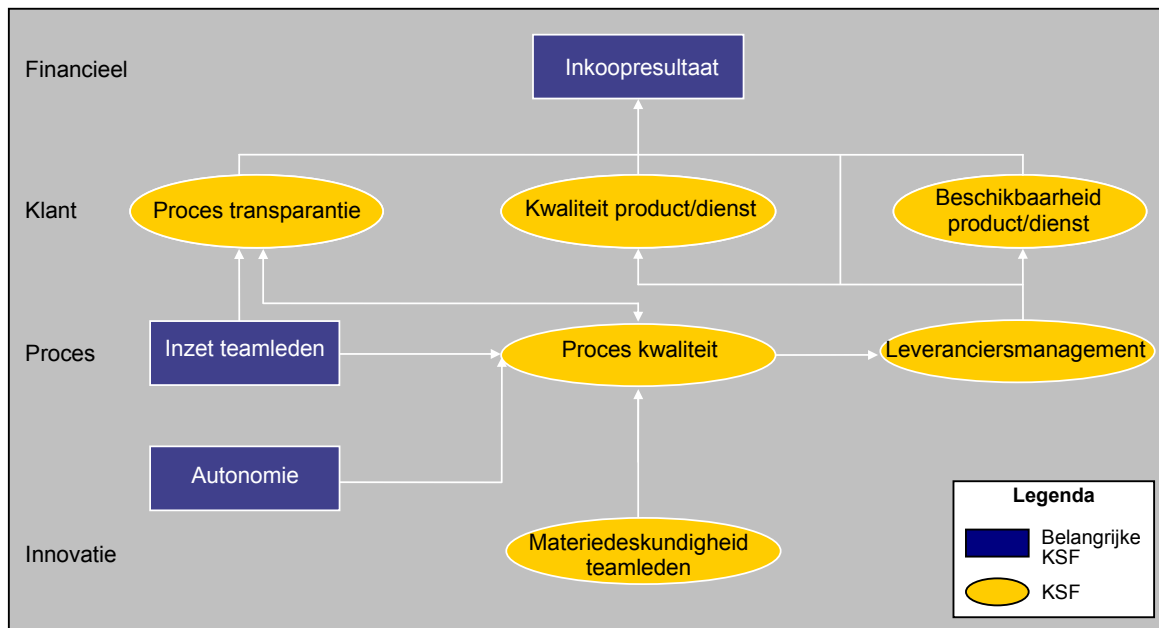 Financieel
Inkoopresultaat
Klant
Proces transparantie
Kwaliteit product/dienst
Beschikbaarheid
product/dienst
Proces
Inzet teamleden
Proces kwaliteit
Leveranciersmanagement
Autonomie
Innovatie
Materiedeskundigheid
teamleden
Legenda
Belangrijke
KSF
KSF